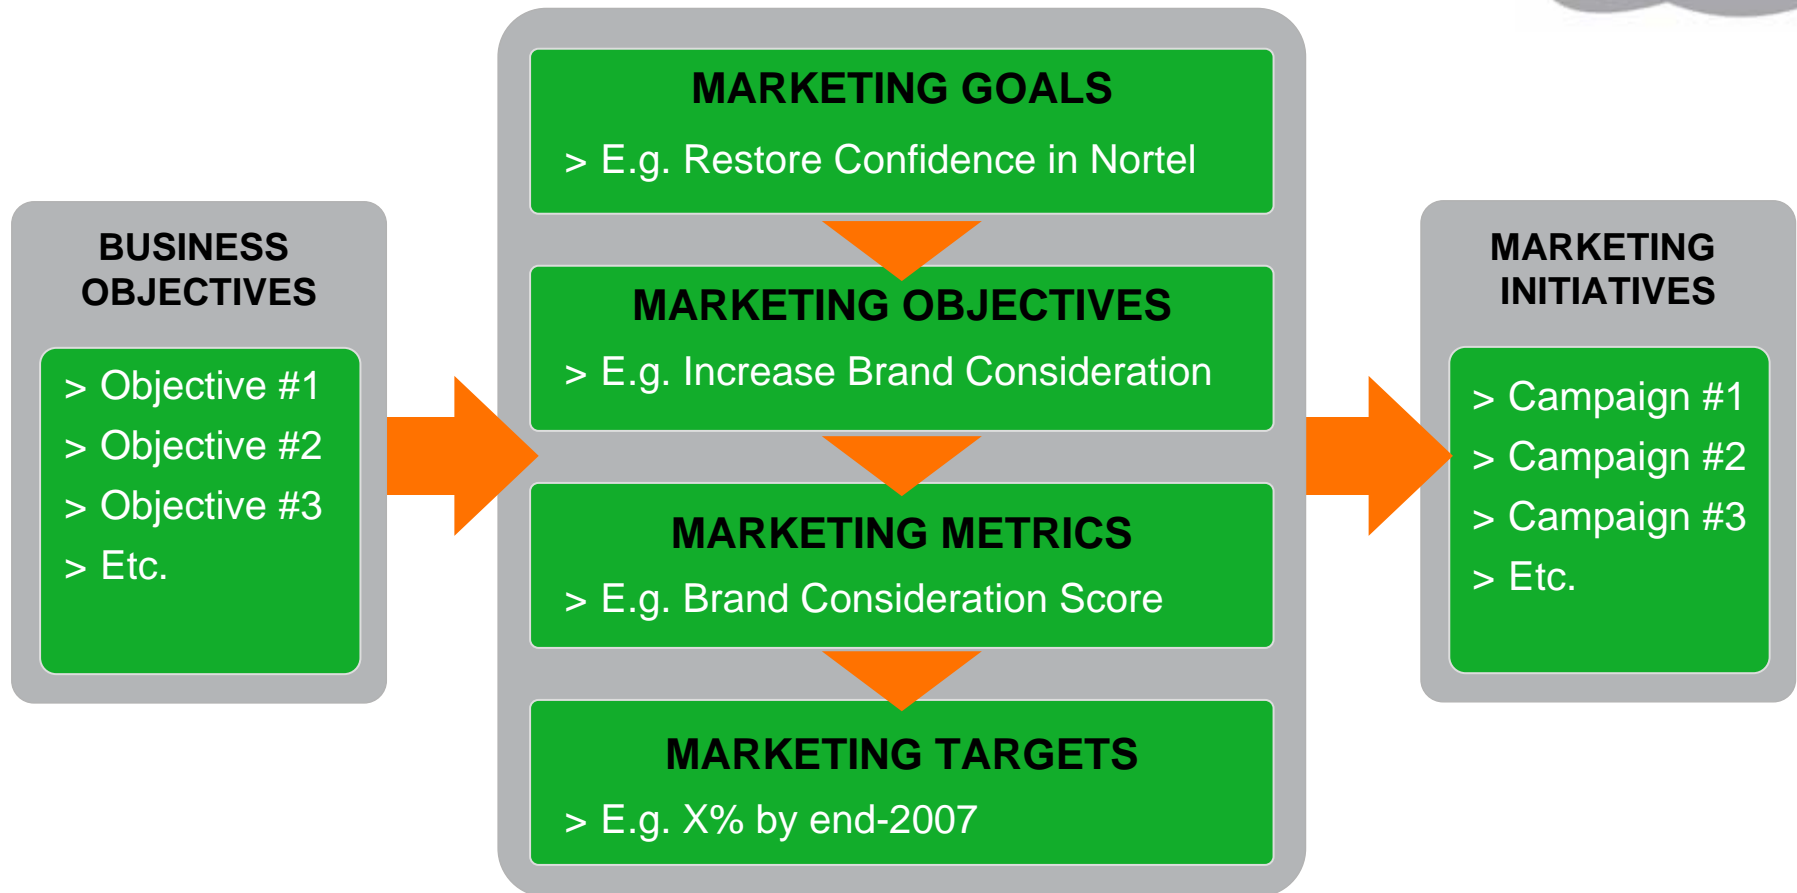 BUSINESS
OBJECTIVES
> Objective #1
> Objective #2
> Objective #3
> Etc.
MARKETING GOALS
> E.g. Restore Confidence in Nortel
MARKETING OBJECTIVES
> E.g. Increase Brand Consideration
MARKETING METRICS
> E.g. Brand Consideration Score
MARKETING TARGETS
> E.g. X% by end-2007
MARKETING
INITIATIVES
> Campaign #1
> Campaign #2
> Campaign #3
> Etc.